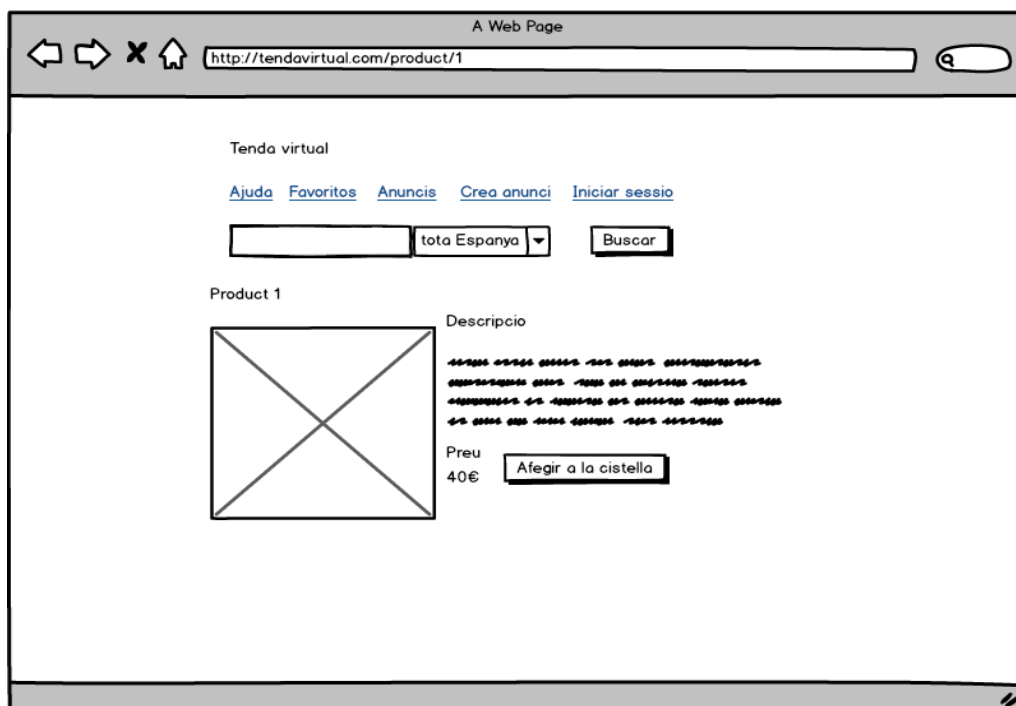 A Web Page
http://tendavirtual.com/product/1
Tenda virtual
Ajuda Favoritos Anuncis Crea anunci Iniciar sessio
tota Espanya Buscar
Product 1
Descripcio
Preu
40€ Afegir a la cistella